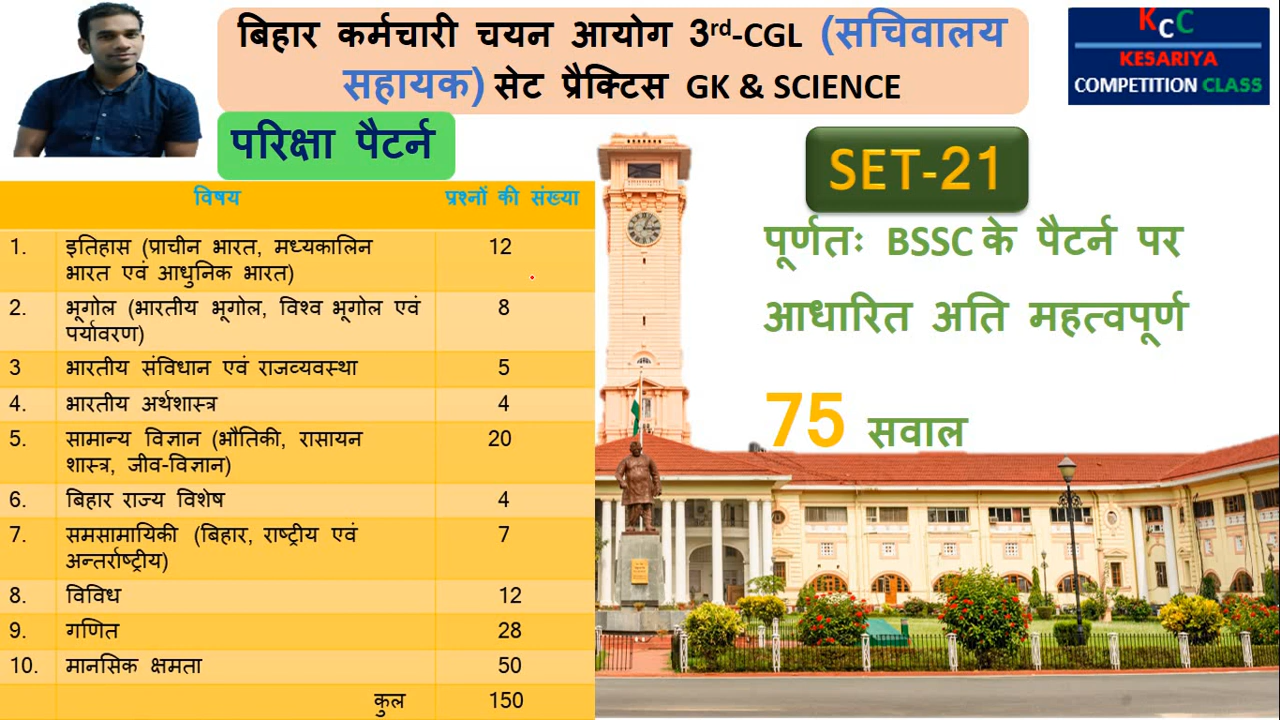 बिहार कर्मचारी चयन आयोग 3rd-CGL (सचिवालय
सहायक) सेट प्रैक्टिस GK & SCIENCE
KCC
KESARIYA
COMPETITION CLASS
परिक्षा पैटर्न
विषय प्रश्नों की संख्या
1. इतिहास (प्राचीन भारत, मध्यकालिन 12
भारत एवं आधुनिक भारत)
2. भूगोल (भारतीय भूगोल, विश्व भूगोल एवं 8
पर्यावरण)
3 भारतीय संविधान एवं राजव्यवस्था 5
4. भारतीय अर्थशास्त्र 4
5. सामान्य विज्ञान (भौतिकी, रासायन 20
शास्त्र, जीव-विज्ञान)
6. बिहार राज्य विशेष 4
7. समसामायिकी (बिहार, राष्ट्रीय एवं 7
अन्तर्राष्ट्रीय)
8. विविध 12
9. गणित 28
10. मानसिक क्षमता 50
कुल 150
SET-21
पूर्णतः BSSC के पैटर्न पर
आधारित अति महत्वपूर्ण
75 सवाल